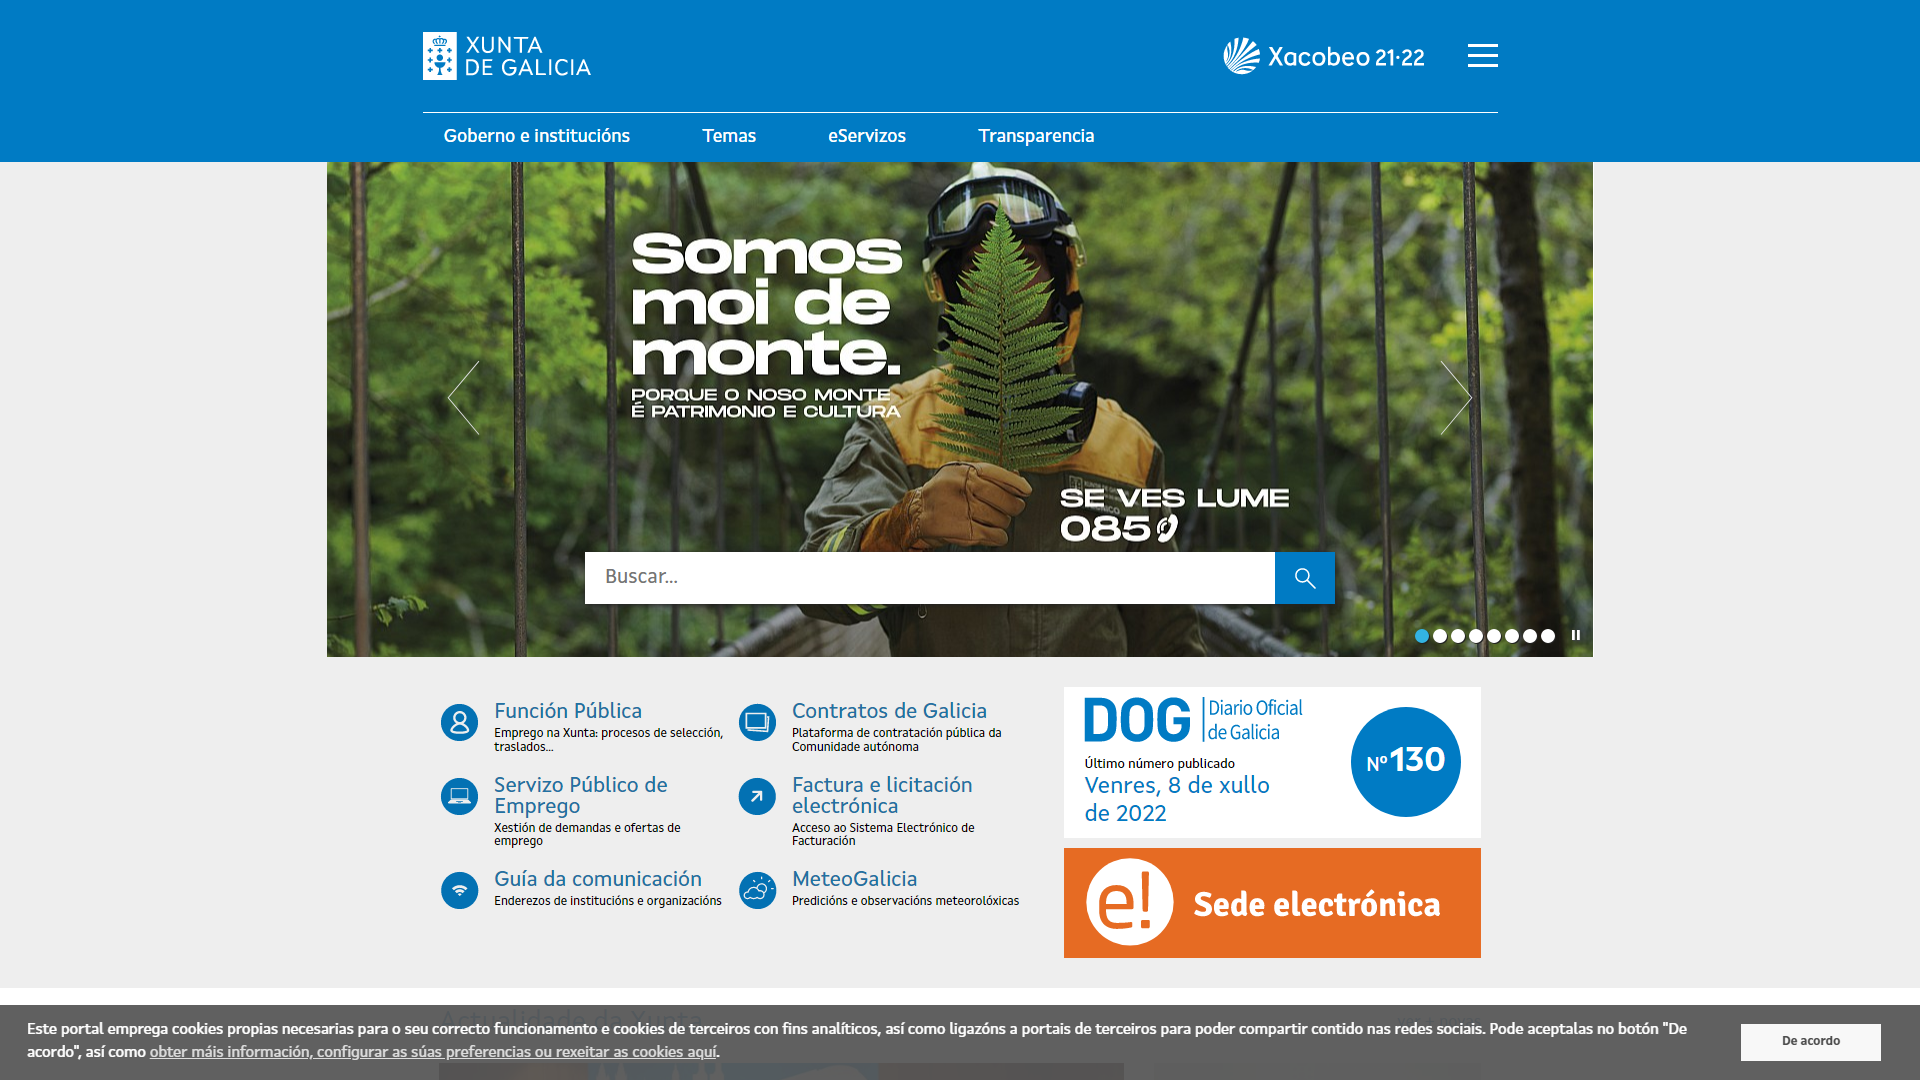 XUNTA
DE GALICIA
Xacobeo 21·22
Goberno e institucións
Temas
eServizos
Transparencia
Somos
moi de
monte.
PORQUE O NOSO MONTE
É PATRIMONIO E CULTURA
SE VES LUME
085
Buscar...
Función Pública
Emprego na Xunta: procesos de selección,
traslados...
Contratos de Galicia
Plataforma de contratación pública da
Comunidade autónoma
Servizo Público de
Emprego
Xestión de demandas e ofertas de
emprego
Factura e licitación
electrónica
Acceso ao Sistema Electrónico de
Facturación
Guía da comunicación
Enderezos de institucións e organizacións
MeteoGalicia
Predicións e observacións meteorolóxicas
DOG Diario Oficial
de Galicia
Último número publicado
Venres, 8 de xullo
de 2022
Nº130
e! Sede electrónica
Actualidade da Xunta
Este portal emprega cookies propias necesarias para o seu correcto funcionamento e cookies de terceiros con fins analíticos, así como ligazóns a portais de terceiros para poder compartir contido nas redes sociais. Pode aceptalas no botón "De
acordo", así como obter máis información, configurar as súas preferencias ou rexeitar as cookies aquí.
De acordo